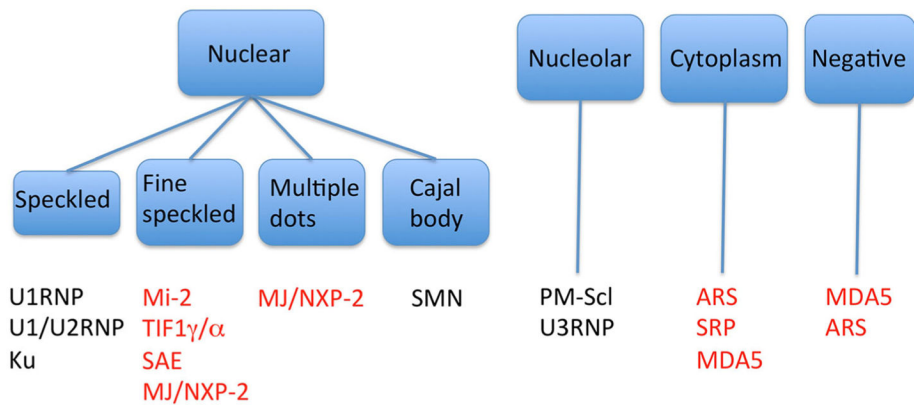 Nuclear
Nucleolar
Cytoplasm
Negative
Speckled
Fine
speckled
Multiple
dots
Cajal
body
U1RNP
U1/U2RNP
Ku
Mi-2
TIF1γ/α
SAE
MJ/NXP-2
MJ/NXP-2
SMN
PM-Scl
U3RNP
ARS
SRP
MDA5
MDA5
ARS